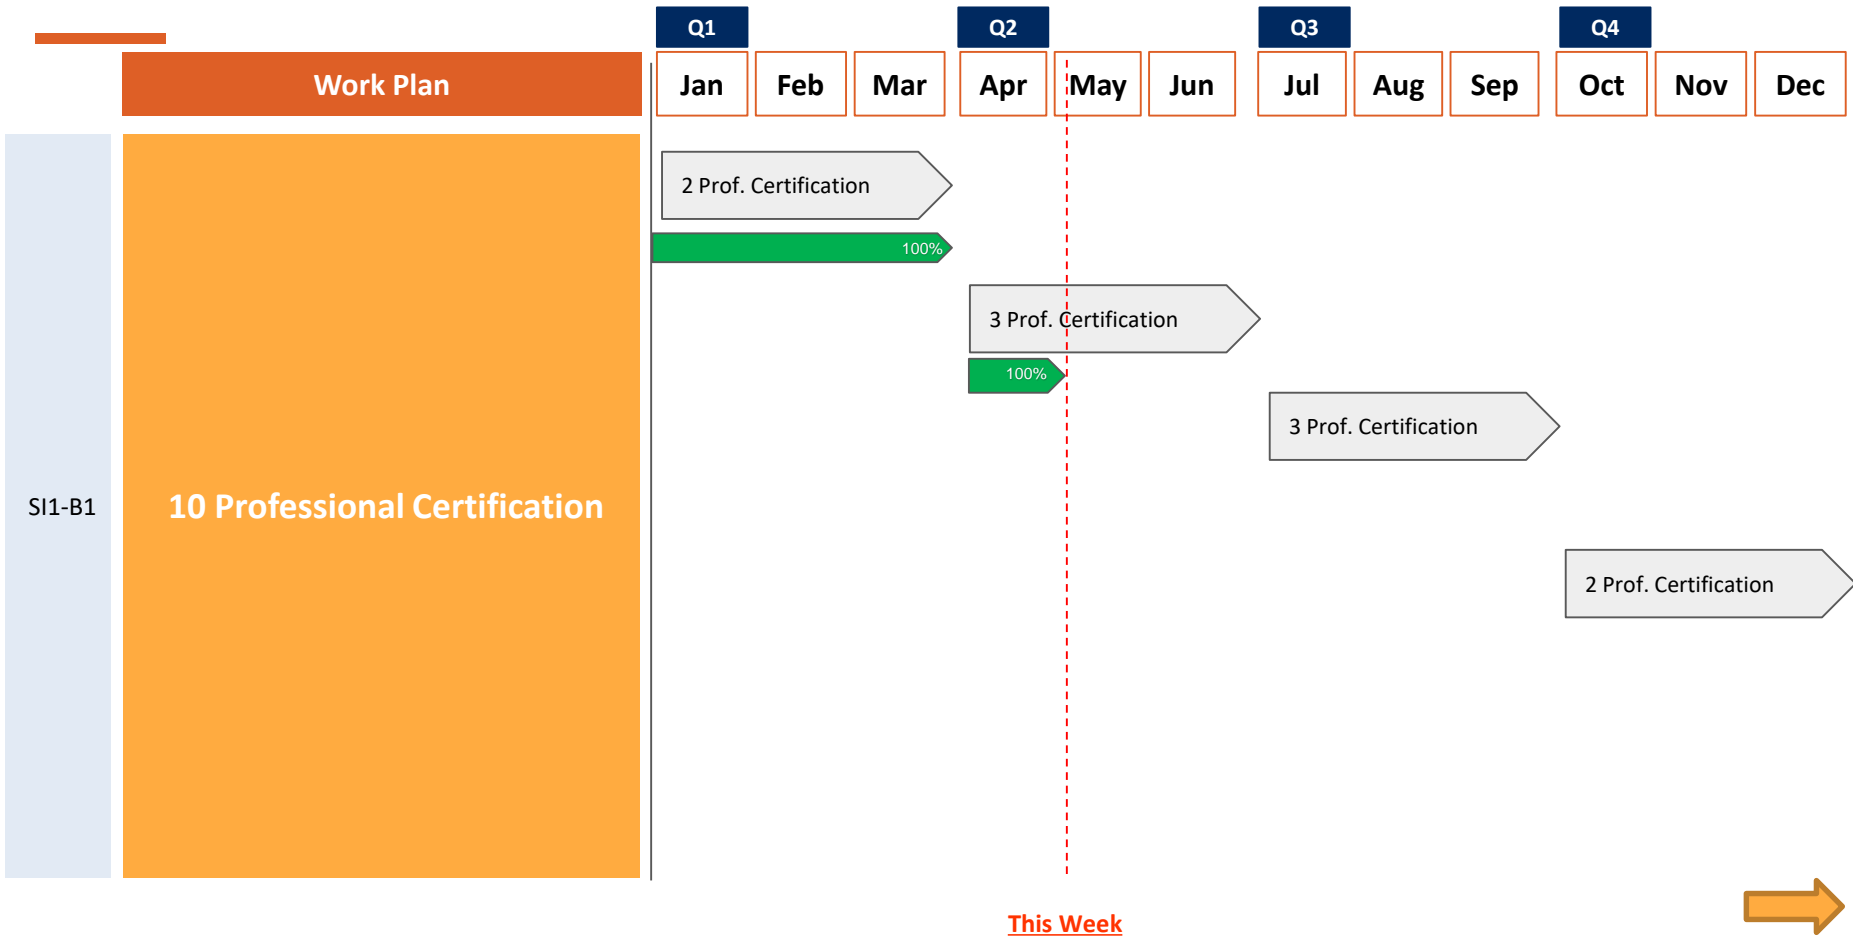 Q1
Q2
Q3
Q4
Work Plan
Jan
Feb
Mar
Apr
May
Jun
Jul
Aug
Sep
Oct
Nov
Dec
2 Prof. Certification
100%
3 Prof. Certification
100%
3 Prof. Certification
SI1-B1
10 Professional Certification
2 Prof. Certification
This Week